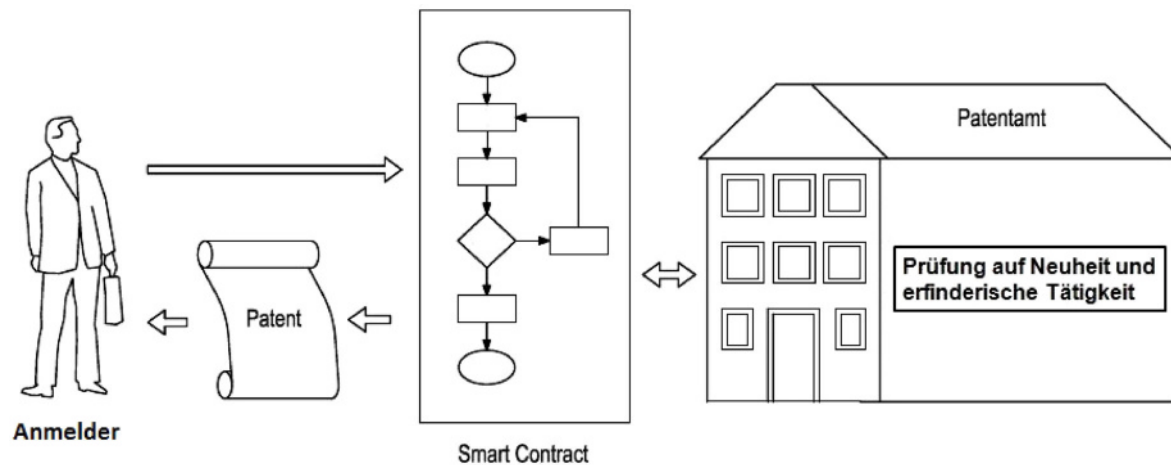 Patentamt
Prüfung auf Neuheit und
erfinderische Tätigkeit
Patent
Anmelder
Smart Contract